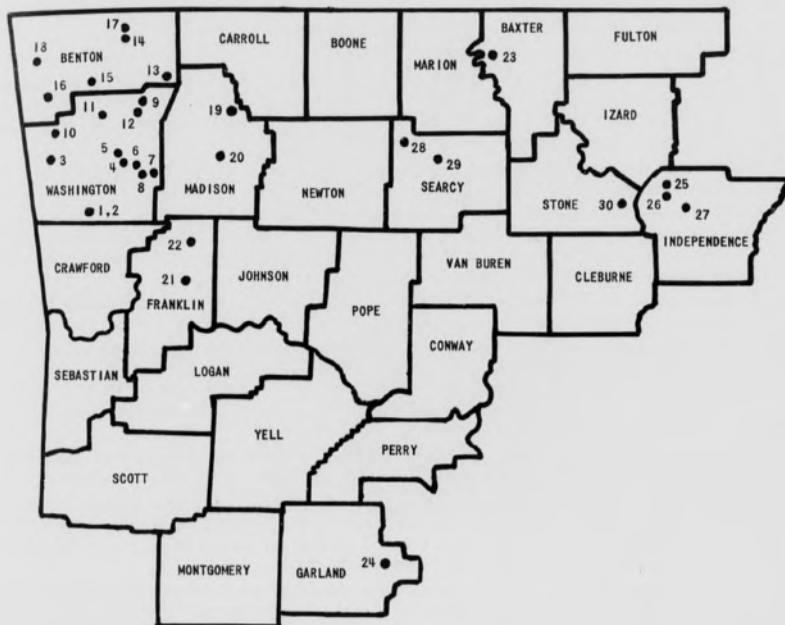 17
14
18
BENTON
13
15
16
CARROLL
BOONE
MARION
BAXTER
23
FULTON
9
11
12
10
5
3
4
6
7
8
WASHINGTON
1,2
19
20
MADISON
NEWTON
28
29
SEARCY
IZARD
STONE
30
25
26
27
INDEPENDENCE
CRAWFORD
22
21
FRANKLIN
JOHNSON
POPE
VAN BUREN
CLEBURNE
CONWAY
SEBASTIAN
LOGAN
YELL
PERRY
SCOTT
MONTGOMERY
GARLAND
24